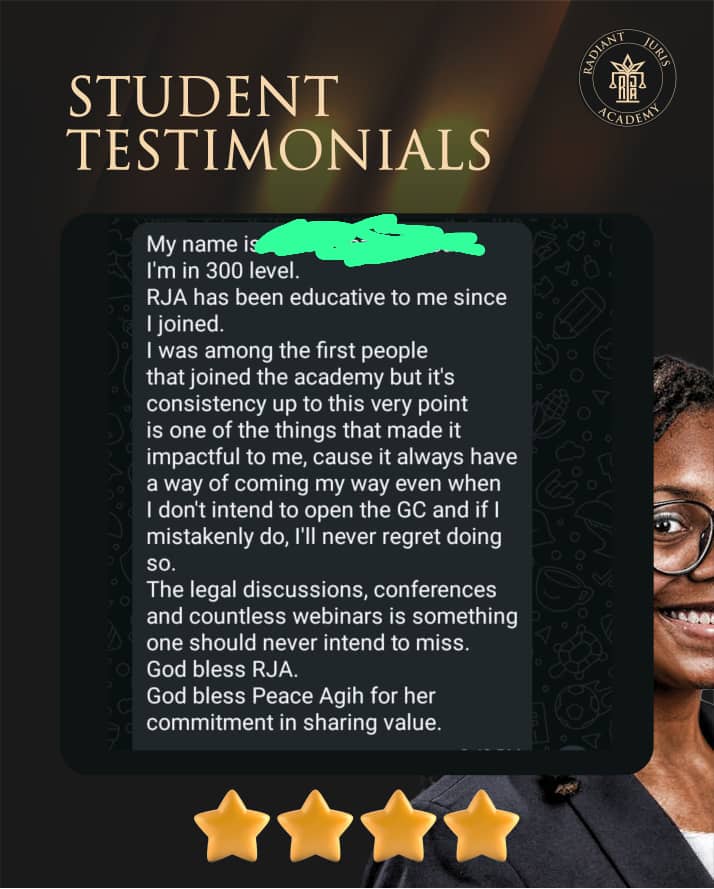 RADIANT JURIS
RJA
ACADEMY
STUDENT
TESTIMONIALS
My name is
I'm in 300 level.
RJA has been educative to me since
I joined.
I was among the first people
that joined the academy but it's
consistency up to this very point
is one of the things that made it
impactful to me, cause it always have
a way of coming my way even when
I don't intend to open the GC and if I
mistakenly do, I'll never regret doing
so.
The legal discussions, conferences
and countless webinars is something
one should never intend to miss.
God bless RJA.
God bless Peace Agih for her
commitment in sharing value.